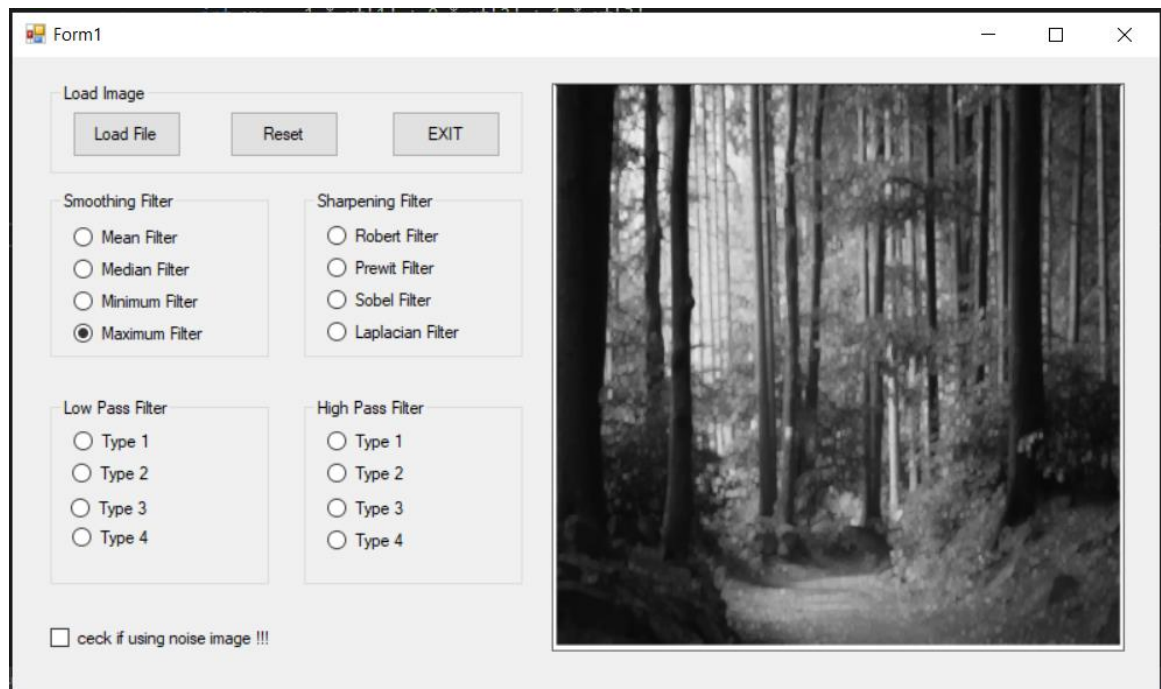 Form1
Load Image
Load File
Reset
EXIT
Smoothing Filter
Mean Filter
Median Filter
Minimum Filter
Maximum Filter
Sharpening Filter
Robert Filter
Prewit Filter
Sobel Filter
Laplacian Filter
Low Pass Filter
Type 1
Type 2
Type 3
Type 4
High Pass Filter
Type 1
Type 2
Type 3
Type 4
ceck if using noise image !!!